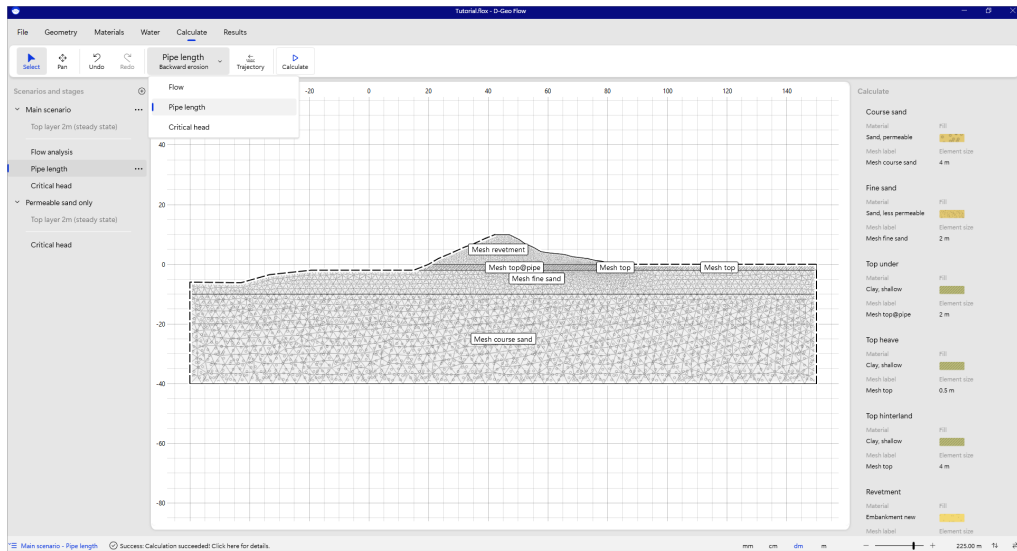 Tutorial.flox - D-Geo Flow
File Geometry Materials Water Calculate Results
Select Pan Undo Redo Pipe length Backward erosion Trajectory Calculate
Flow
Pipe length
Critical head
Scenarios and stages
Main scenario
Top layer 2m (steady state)
Flow analysis
Pipe length
Critical head
Permeable sand only
Top layer 2m (steady state)
Critical head
-20 0 20 40 60 80 100 120 140
40
20
0
-20
-40
-60
-80
Mesh revetment
Mesh top@pipe Mesh top Mesh top
Mesh fine sand
Mesh course sand
Calculate
Course sand
Material Fill
Sand, permeable
Mesh label Element size
Mesh course sand 4 m
Fine sand
Material Fill
Sand, less permeable
Mesh label Element size
Mesh fine sand 2 m
Top under
Material Fill
Clay, shallow
Mesh label Element size
Mesh top@pipe 2 m
Top heave
Material Fill
Clay, shallow
Mesh label Element size
Mesh top 0.5 m
Top hinterland
Material Fill
Clay, shallow
Mesh label Element size
Mesh top 4 m
Revetment
Material Fill
Embankment new
Mesh label Element size
Main scenario - Pipe length Success: Calculation succeeded! Click here for details. mm cm dm m 225.00 m